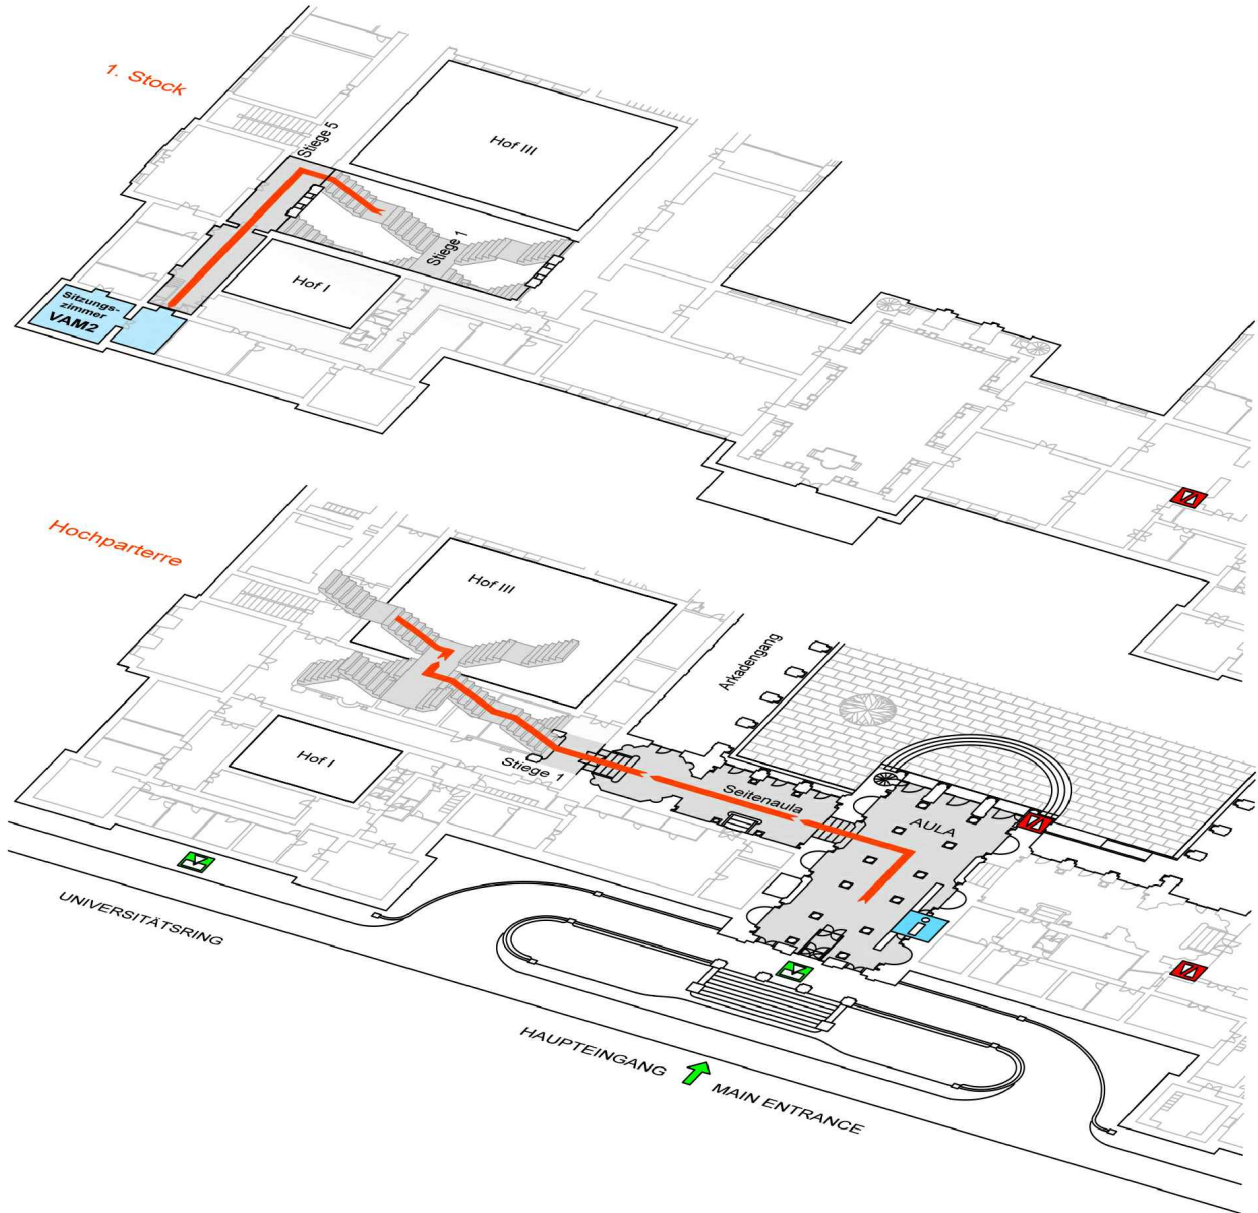 1. Stock
Stiege 5
Hof III
Stiege 1
Hof I
Sitzungs-
zimmer
VAM2
Hochparterre
Hof III
Arkadengang
Hof I
Stiege 1
Seitenaula
AULA
i
UNIVERSITÄTSRING
HAUPTEINGANG
MAIN ENTRANCE